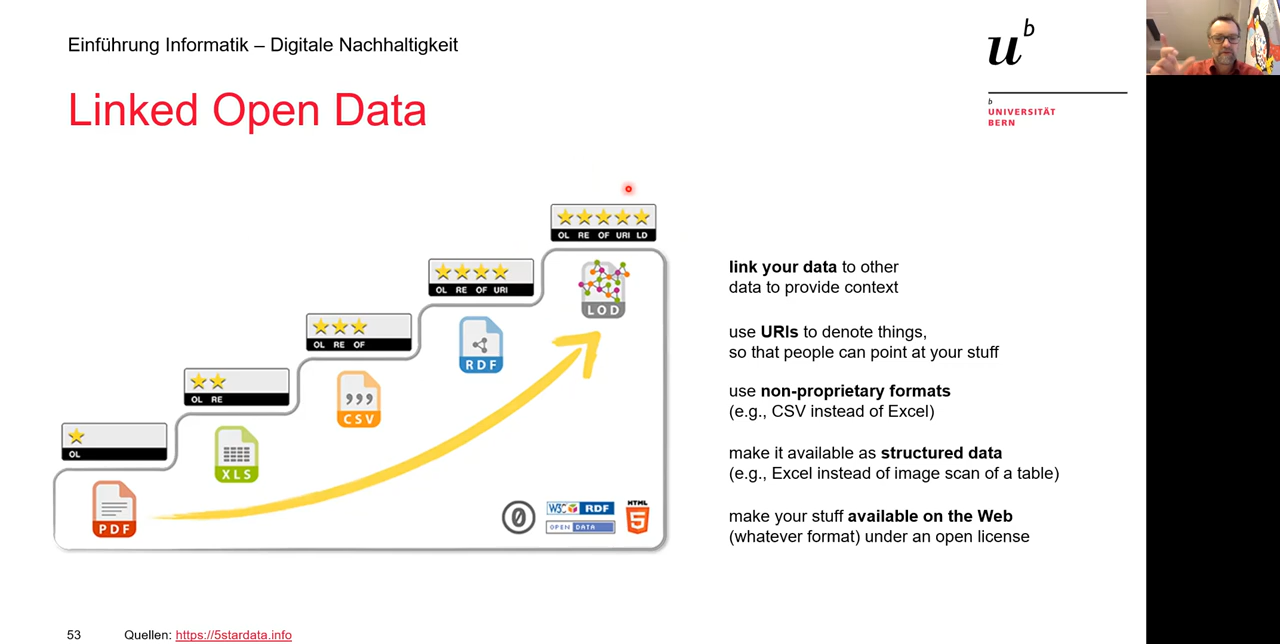 Einführung Informatik – Digitale Nachhaltigkeit
Linked Open Data
u b
b
UNIVERSITÄT
BERN
OL RE OF URI LD
LOD
OL RE OF URI
RDF
OL RE OF
CSV
OL RE
XLS
OL
PDF
0
W3C RDF
OPEN DATA
HTML
5
link your data to other
data to provide context
use URIs to denote things,
so that people can point at your stuff
use non-proprietary formats
(e.g., CSV instead of Excel)
make it available as structured data
(e.g., Excel instead of image scan of a table)
make your stuff available on the Web
(whatever format) under an open license
53 Quellen: https://5stardata.info